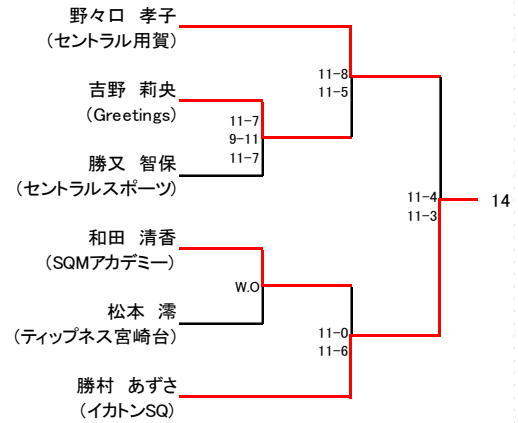 野々口 孝子
(セントラル用賀)
11-8
11-5
吉野 莉央
(Greetings)
11-7
9-11
11-7
勝又 智保
(セントラルスポーツ)
11-4
11-3
14
和田 清香
(SQMアカデミー)
W.O
松本 澪
(ティップネス宮崎台)
11-0
11-6
勝村 あずさ
(イカトンSQ)